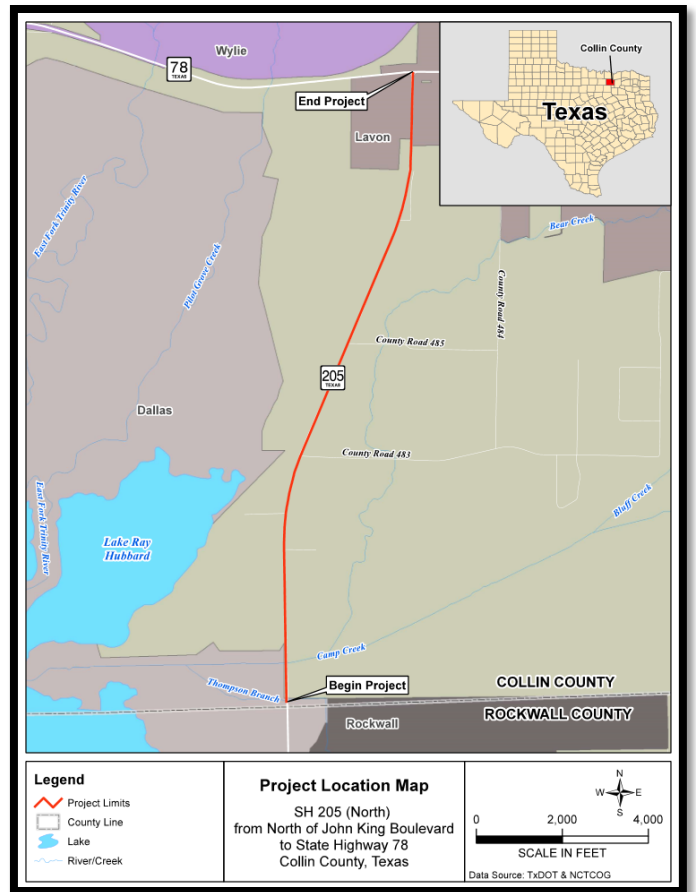 Wylie
78
TEXAS
End Project
Lavon
Collin County
Texas
East Fork Trinity River
Pilot Grove Creek
Bear Creek
County Road 484
County Road 485
205
TEXAS
Dallas
County Road 483
East Fork Trinity River
Lake Ray
Hubbard
Bluff Creek
Camp Creek
Thompson Branch
Begin Project
COLLIN COUNTY
ROCKWALL COUNTY
Rockwall
Legend
Project Limits
County Line
Lake
River/Creek
Project Location Map
SH 205 (North)
from North of John King Boulevard
to State Highway 78
Collin County, Texas
N
W E
S
0 2,000 4,000
SCALE IN FEET
Data Source: TxDOT & NCTCOG